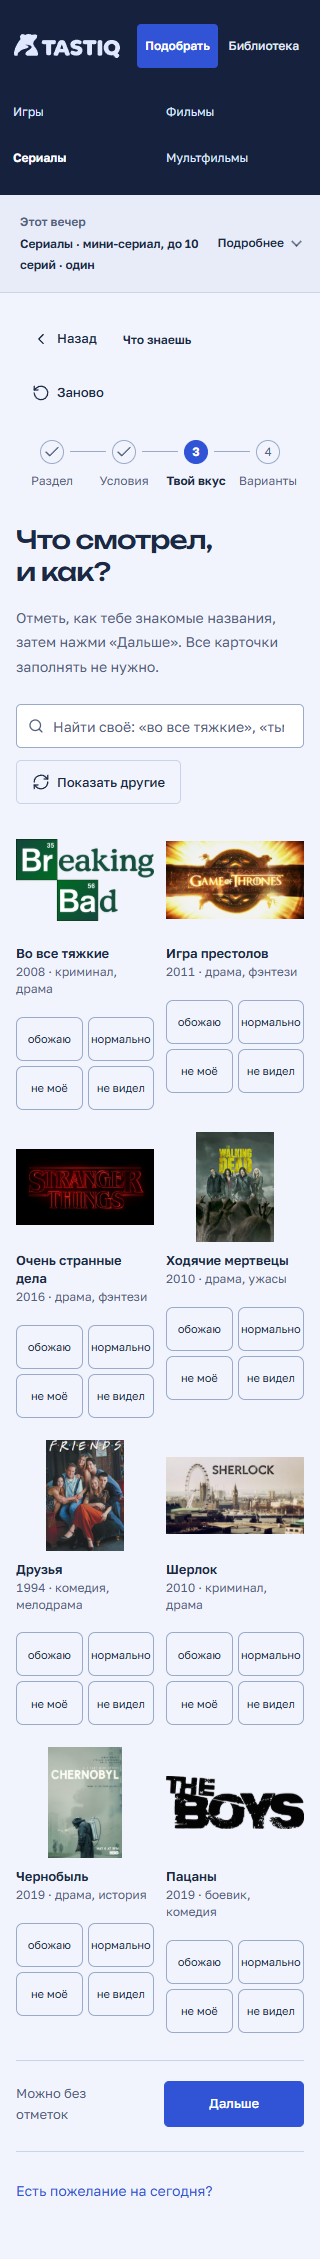 TASTIQ
Подобрать
Библиотека
Игры
Фильмы
Сериалы
Мультфильмы
Этот вечер
Сериалы · мини-сериал, до 10
серий · один
Подробнее
Назад
Что знаешь
Заново
3
4
Раздел
Условия
Твой вкус
Варианты
Что смотрел,
и как?
Отметь, как тебе знакомые названия,
затем нажми «Дальше». Все карточки
заполнять не нужно.
Найти своё: «во все тяжкие», «ты
Показать другие
35
Breaking
56
Bad
GAME OF THRONES
Во все тяжкие
2008 · криминал,
драма
обожаю
нормально
не моё
не видел
Игра престолов
2011 · драма, фэнтези
обожаю
нормально
не моё
не видел
STRANGER
THINGS
THE
WALKING
DEAD
Очень странные
дела
2016 · драма, фэнтези
обожаю
нормально
не моё
не видел
Ходячие мертвецы
2010 · драма, ужасы
обожаю
нормально
не моё
не видел
FRIENDS
SHERLOCK
Друзья
1994 · комедия,
мелодрама
обожаю
нормально
не моё
не видел
Шерлок
2010 · криминал,
драма
обожаю
нормально
не моё
не видел
CHERNOBYL
THE
BOYS
Чернобыль
2019 · драма, история
обожаю
нормально
не моё
не видел
Пацаны
2019 · боевик,
комедия
обожаю
нормально
не моё
не видел
Можно без
отметок
Дальше
Есть пожелание на сегодня?